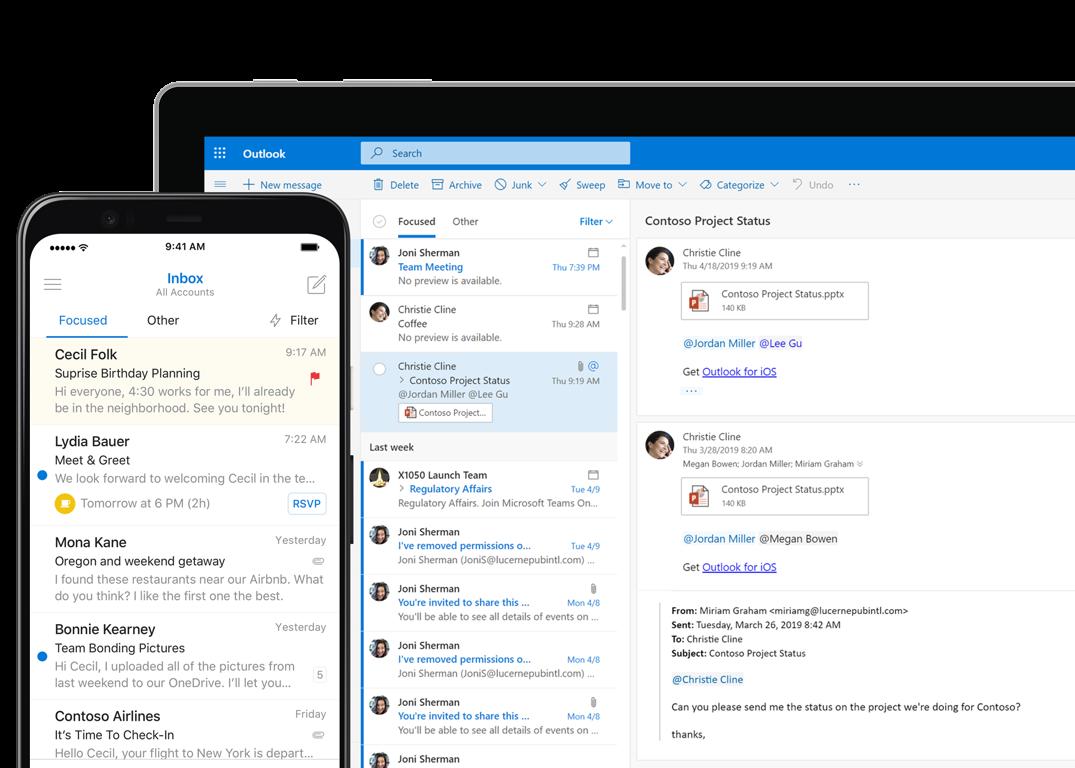 Outlook
Search
New message
Delete
Archive
Junk
Sweep
Move to
Categorize
Undo
...
9:41 AM
Inbox
All Accounts
Focused
Other
Filter
Cecil Folk
9:17 AM
Suprise Birthday Planning
Hi everyone, 4:30 works for me, I'll already
be in the neighborhood. See you tonight!
Lydia Bauer
7:22 AM
Meet & Greet
We look forward to welcoming Cecil in the te...
Tomorrow at 6 PM (2h)
RSVP
Mona Kane
Yesterday
Oregon and weekend getaway
I found these restaurants near our Airbnb. What
do you think? I like the first one the best.
Bonnie Kearney
Yesterday
Team Bonding Pictures
Hi Cecil, I uploaded all of the pictures from
last weekend to our OneDrive. I'll let you...
5
Contoso Airlines
Friday
It's Time To Check-In
Hello Cecil, your flight to New York is depart...
Focused
Other
Filter
Joni Sherman
Team Meeting
Thu 7:39 PM
No preview is available.
Christie Cline
Coffee
Thu 9:28 AM
No preview is available.
Christie Cline
@
> Contoso Project Status
Thu 9:19 AM
@Jordan Miller @Lee Gu
Contoso Project...
Last week
X1050 Launch Team
> Regulatory Affairs
Tue 4/9
Regulatory Affairs. Join Microsoft Teams On...
Joni Sherman
I've removed permissions o...
Tue 4/9
Joni Sherman (JoniS@lucernepubintl.com) ...
Joni Sherman
You're invited to share this ...
Mon 4/8
You'll be able to see all details of events on ...
Joni Sherman
I've removed permissions o...
Mon 4/8
Joni Sherman (JoniS@lucernepubintl.com) ...
Joni Sherman
You're invited to share this ...
Mon 4/8
You'll be able to see all details of events on ...
Joni Sherman
Contoso Project Status
Christie Cline
Thu 4/18/2019 9:19 AM
Contoso Project Status.pptx
140 KB
@Jordan Miller @Lee Gu
Get Outlook for iOS
...
Christie Cline
Thu 3/28/2019 8:20 AM
Megan Bowen; Jordan Miller; Miriam Graham
Contoso Project Status.pptx
140 KB
@Jordan Miller @Megan Bowen
Get Outlook for iOS
From: Miriam Graham <miriamg@lucernepubintl.com>
Sent: Tuesday, March 26, 2019 8:42 AM
To: Christie Cline
Subject: Contoso Project Status
@Christie Cline
Can you please send me the status on the project we're doing for Contoso?
thanks,